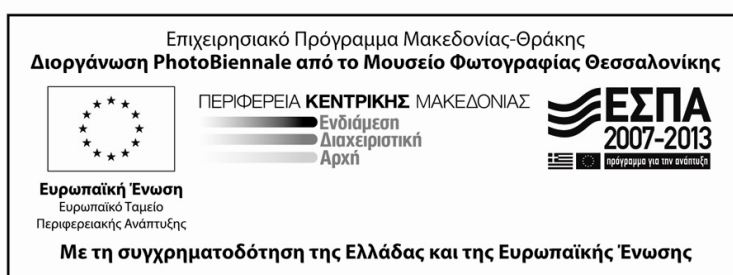 Επιχειρησιακό Πρόγραμμα Μακεδονίας-Θράκης
Διοργάνωση PhotoBiennale από το Μουσείο Φωτογραφίας Θεσσαλονίκης
ΠΕΡΙΦΕΡΕΙΑ ΚΕΝΤΡΙΚΗΣ ΜΑΚΕΔΟΝΙΑΣ
Ενδιάμεση
Διαχειριστική
Αρχή
ΕΣΠΑ
2007-2013
πρόγραμμα για την ανάπτυξη
Ευρωπαϊκή Ένωση
Ευρωπαϊκό Ταμείο
Περιφερειακής Ανάπτυξης
Με τη συγχρηματοδότηση της Ελλάδας και της Ευρωπαϊκής Ένωσης